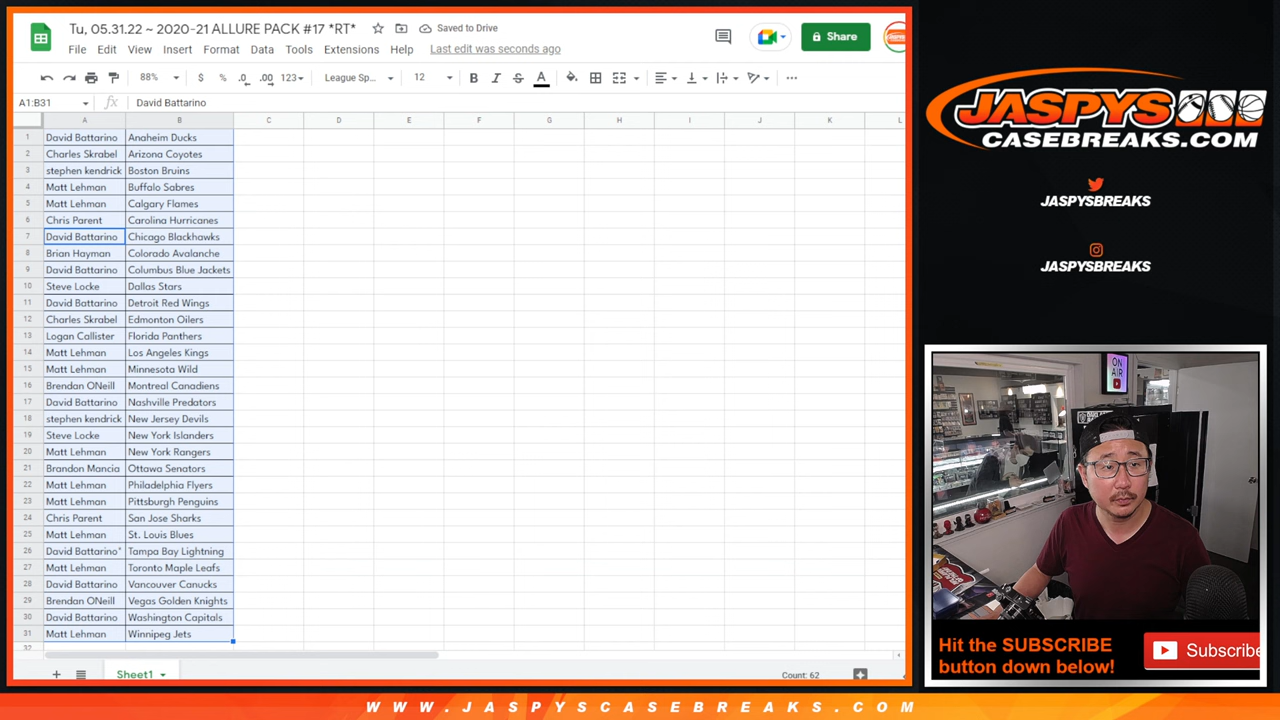 Tu, 05.31.22 ~ 2020-21 ALLURE PACK #17 *RT*
Saved to Drive
File Edit View Insert Format Data Tools Extensions Help Last edit was seconds ago
Share
88% $ % .0 .00 123 League Sp... 12 B I S A
A1:B31 fx David Battarino
A B C D E F G H I J K L
1 David Battarino Anaheim Ducks
2 Charles Skrabel Arizona Coyotes
3 stephen kendrick Boston Bruins
4 Matt Lehman Buffalo Sabres
5 Matt Lehman Calgary Flames
6 Chris Parent Carolina Hurricanes
7 David Battarino Chicago Blackhawks
8 Brian Hayman Colorado Avalanche
9 David Battarino Columbus Blue Jackets
10 Steve Locke Dallas Stars
11 David Battarino Detroit Red Wings
12 Charles Skrabel Edmonton Oilers
13 Logan Callister Florida Panthers
14 Matt Lehman Los Angeles Kings
15 Matt Lehman Minnesota Wild
16 Brendan ONeill Montreal Canadiens
17 David Battarino Nashville Predators
18 stephen kendrick New Jersey Devils
19 Steve Locke New York Islanders
20 Matt Lehman New York Rangers
21 Brandon Mancia Ottawa Senators
22 Matt Lehman Philadelphia Flyers
23 Matt Lehman Pittsburgh Penguins
24 Chris Parent San Jose Sharks
25 Matt Lehman St. Louis Blues
26 David Battarino* Tampa Bay Lightning
27 Matt Lehman Toronto Maple Leafs
28 David Battarino Vancouver Canucks
29 Brendan ONeill Vegas Golden Knights
30 David Battarino Washington Capitals
31 Matt Lehman Winnipeg Jets
32
Sheet1
Count: 62
JASPYS
CASEBREAKS.COM
JASPYSBREAKS
JASPYSBREAKS
ON
AIR
Hit the SUBSCRIBE
button down below!
Subscribe
WWW.JASPYSCASEBREAKS.COM